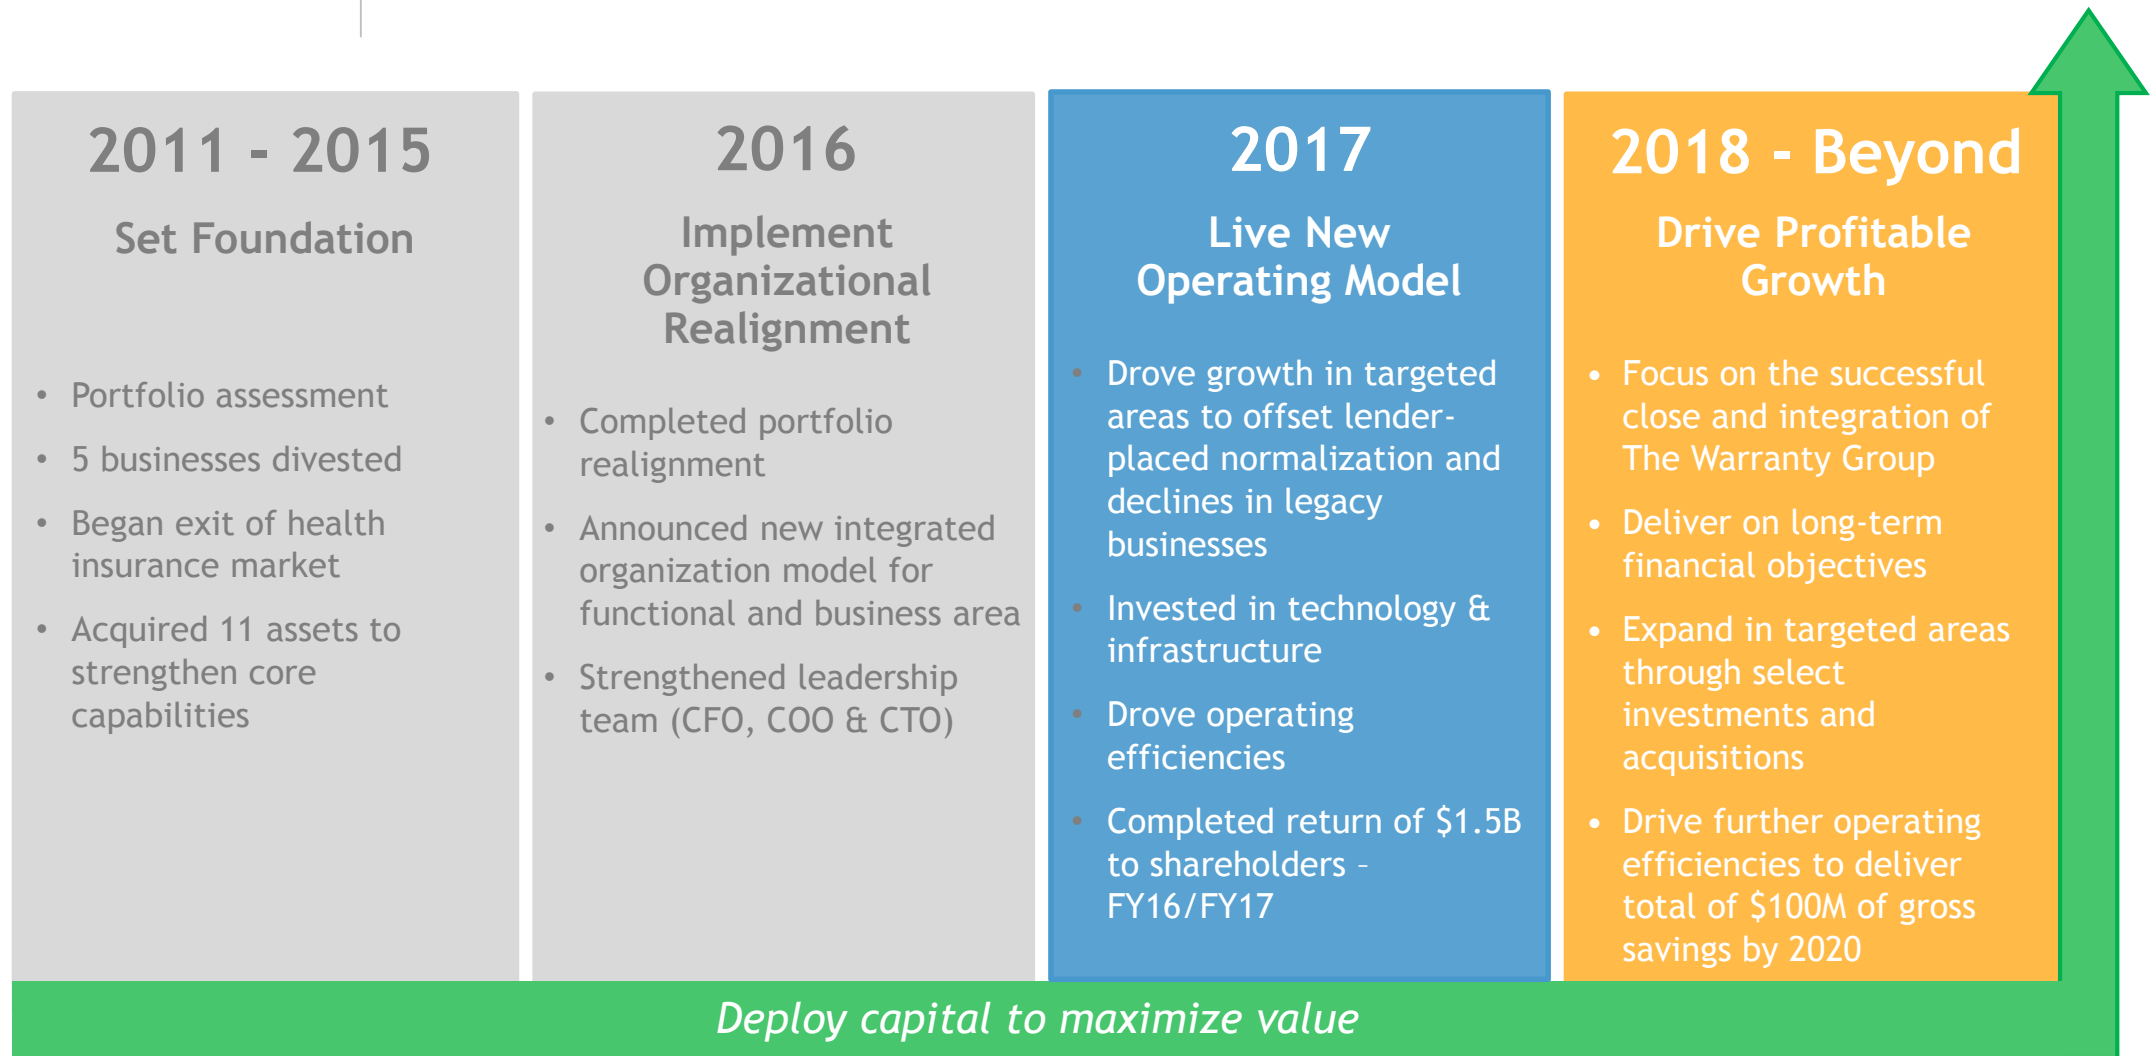 2011 - 2015
Set Foundation
• Portfolio assessment
• 5 businesses divested
• Began exit of health
insurance market
• Acquired 11 assets to
strengthen core
capabilities
2016
Implement
Organizational
Realignment
• Completed portfolio
realignment
• Announced new integrated
organization model for
functional and business area
• Strengthened leadership
team (CFO, COO & CTO)
2017
Live New
Operating Model
• Drove growth in targeted
areas to offset lender-
placed normalization and
declines in legacy
businesses
• Invested in technology &
infrastructure
• Drove operating
efficiencies
• Completed return of $1.5B
to shareholders –
FY16/FY17
2018 - Beyond
Drive Profitable
Growth
• Focus on the successful
close and integration of
The Warranty Group
• Deliver on long-term
financial objectives
• Expand in targeted areas
through select
investments and
acquisitions
• Drive further operating
efficiencies to deliver
total of $100M of gross
savings by 2020
Deploy capital to maximize value